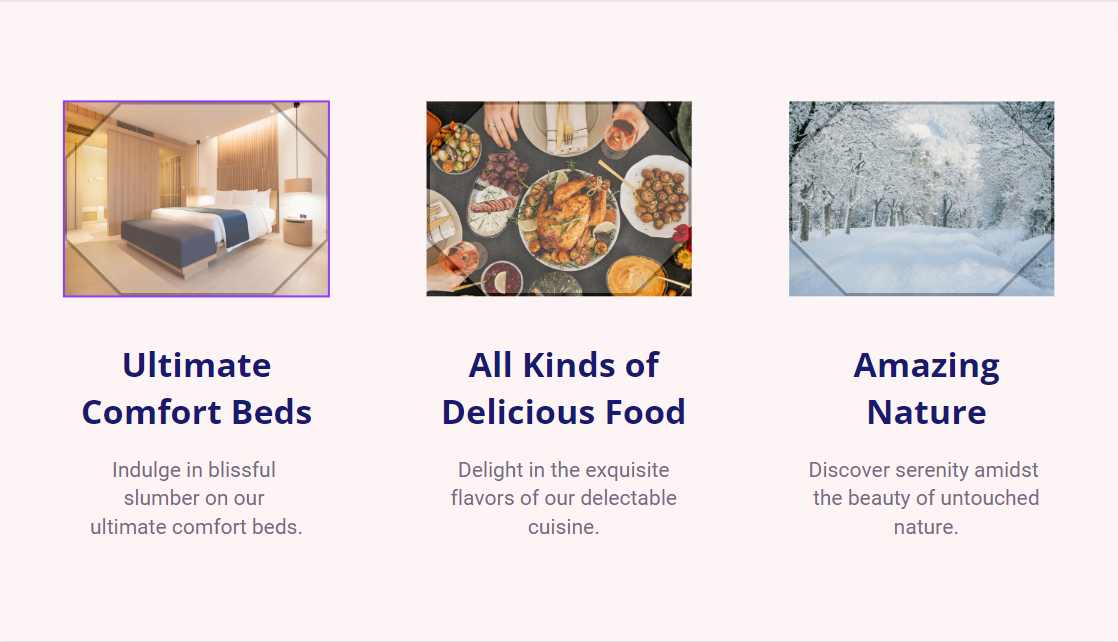 Ultimate
Comfort Beds
Indulge in blissful
slumber on our
ultimate comfort beds.
All Kinds of
Delicious Food
Delight in the exquisite
flavors of our delectable
cuisine.
Amazing
Nature
Discover serenity amidst
the beauty of untouched
nature.